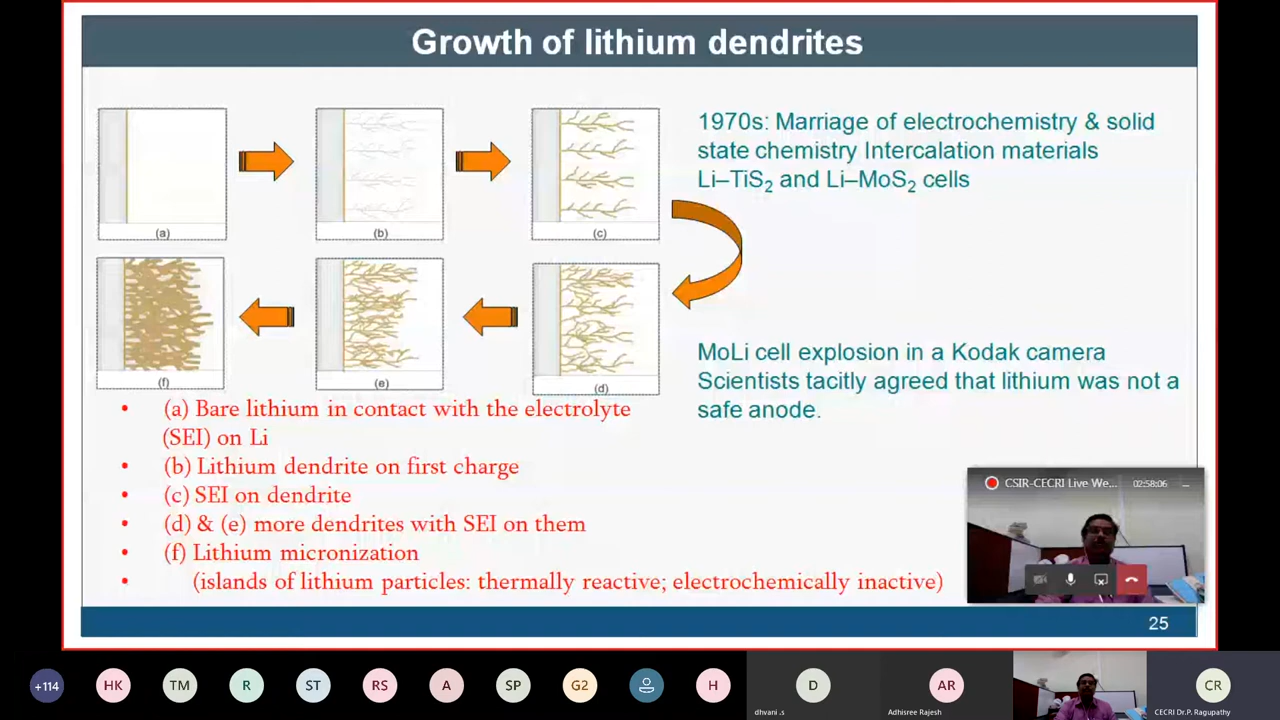 Growth of lithium dendrites
(a)
(b)
(c)
1970s: Marriage of electrochemistry & solid
state chemistry Intercalation materials
Li–TiS₂ and Li–MoS₂ cells
(f)
(e)
(d)
MoLi cell explosion in a Kodak camera
Scientists tacitly agreed that lithium was not a
safe anode.
• (a) Bare lithium in contact with the electrolyte
(SEI) on Li
• (b) Lithium dendrite on first charge
• (c) SEI on dendrite
• (d) & (e) more dendrites with SEI on them
• (f) Lithium micronization
• (islands of lithium particles: thermally reactive; electrochemically inactive)
CSIR-CECRI Live We... 02:58:06
25
+114 HK TM R ST RS A SP G2 H D AR CR
dhvani .s Adhisree Rajesh CECRI Dr.P. Ragupathy